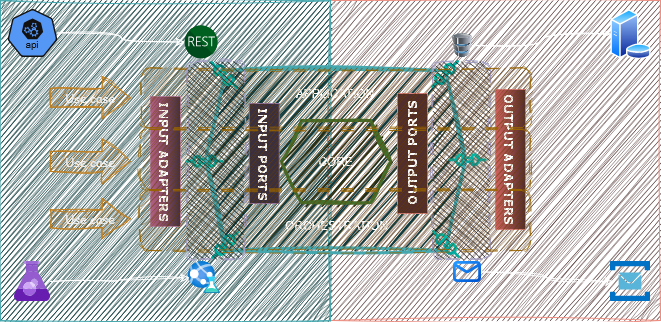 api
REST
Use case
Use case
Use case
INPUT ADAPTERS
INPUT PORTS
APPLICATION
CORE
ORCHESTRATION
OUTPUT PORTS
OUTPUT ADAPTERS